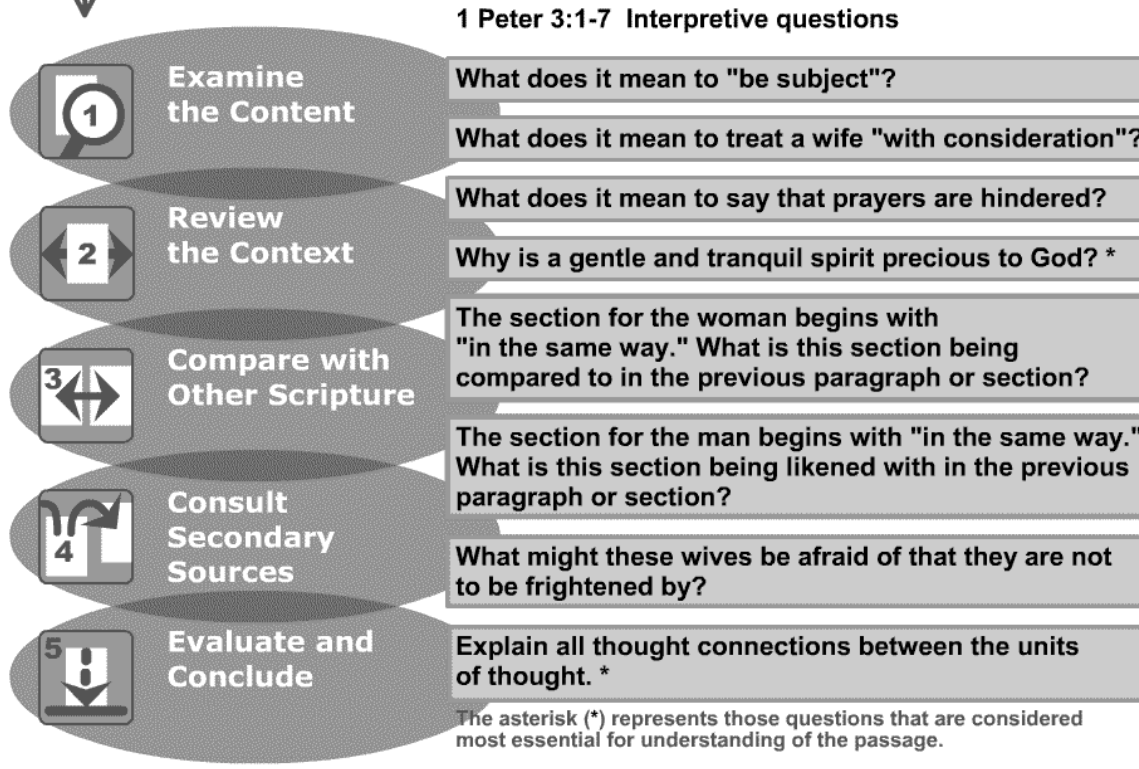 1 Peter 3:1-7 Interpretive questions
1
Examine
the Content
2
Review
the Context
3
Compare with
Other Scripture
4
Consult
Secondary
Sources
5
Evaluate and
Conclude
What does it mean to "be subject"?
What does it mean to treat a wife "with consideration"?
What does it mean to say that prayers are hindered?
Why is a gentle and tranquil spirit precious to God? *
The section for the woman begins with
"in the same way." What is this section being
compared to in the previous paragraph or section?
The section for the man begins with "in the same way."
What is this section being likened with in the previous
paragraph or section?
What might these wives be afraid of that they are not
to be frightened by?
Explain all thought connections between the units
of thought. *
The asterisk (*) represents those questions that are considered
most essential for understanding of the passage.